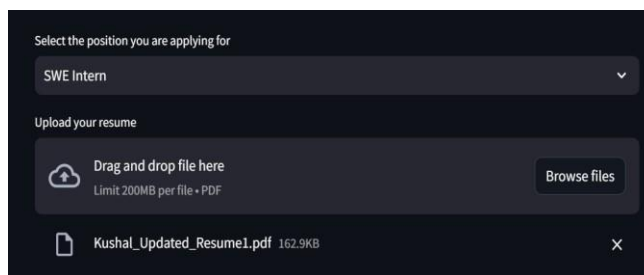 Select the position you are applying for
SWE Intern
Upload your resume
Drag and drop file here
Limit 200MB per file • PDF
Browse files
Kushal_Updated_Resume1.pdf 162.9KB